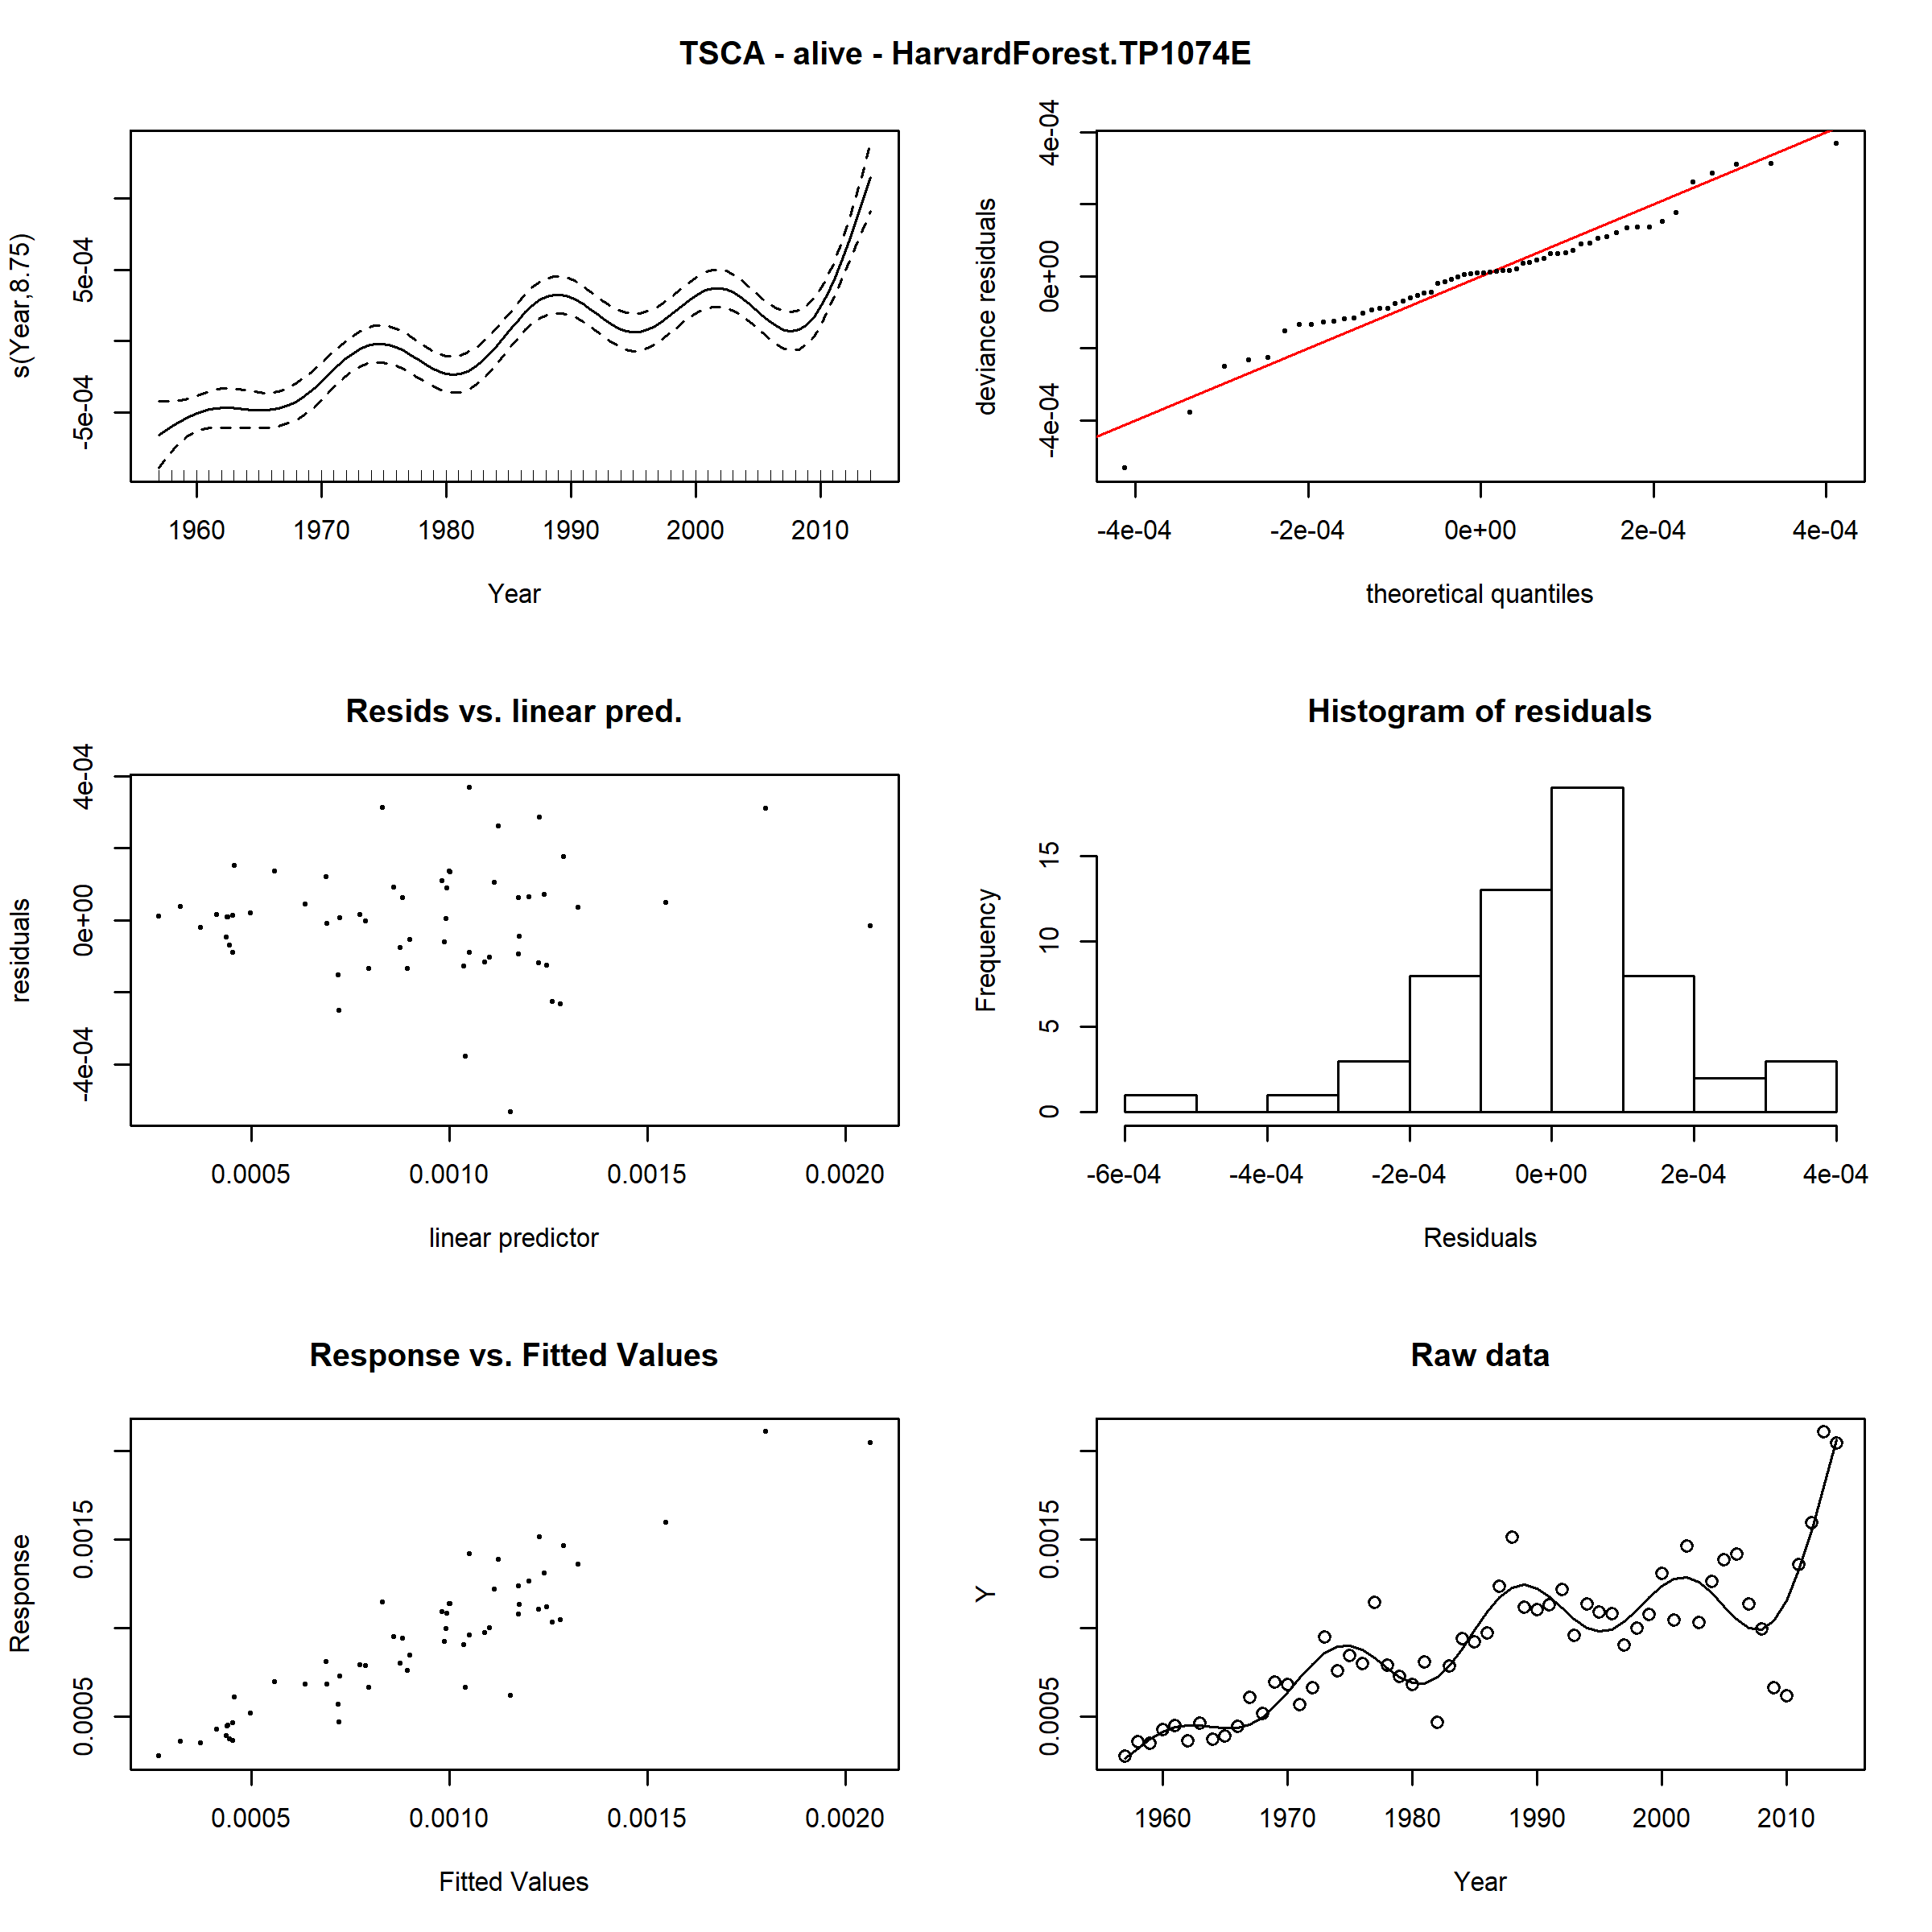 TSCA - alive - HarvardForest.TP1074E
s(Year,8.75)
-5e-04 5e-04
1960 1970 1980 1990 2000 2010
Year
deviance residuals
-4e-04 0e+00 4e-04
-4e-04 -2e-04 0e+00 2e-04 4e-04
theoretical quantiles
Resids vs. linear pred.
residuals
-4e-04 0e+00 4e-04
0.0005 0.0010 0.0015 0.0020
linear predictor
Histogram of residuals
Frequency
0 5 10 15
-6e-04 -4e-04 -2e-04 0e+00 2e-04 4e-04
Residuals
Response vs. Fitted Values
Response
0.0005 0.0015
0.0005 0.0010 0.0015 0.0020
Fitted Values
Raw data
Y
0.0005 0.0015
1960 1970 1980 1990 2000 2010
Year